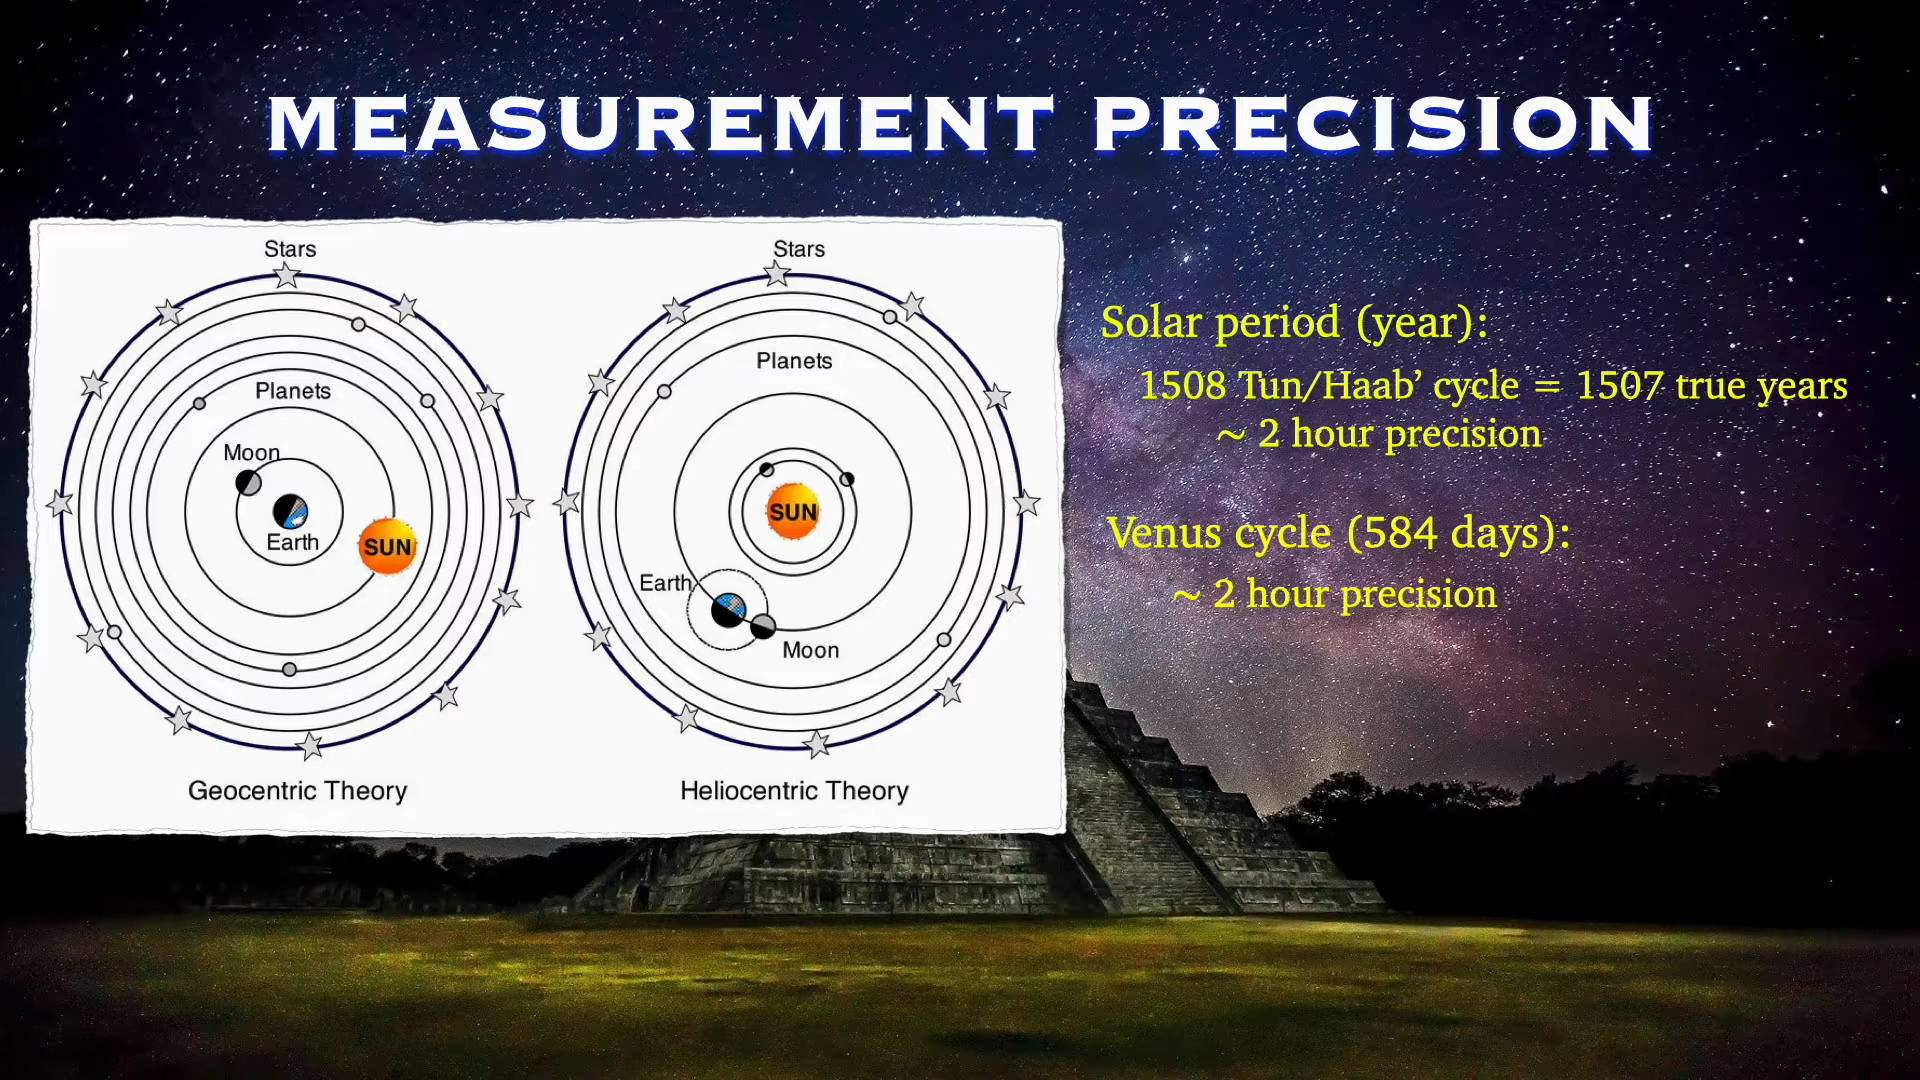 MEASUREMENT PRECISION
Stars
Planets
Moon
Earth
SUN
Geocentric Theory
Stars
Planets
SUN
Earth
Moon
Heliocentric Theory
Solar period (year):
1508 Tun/Haab’ cycle = 1507 true years
~ 2 hour precision
Venus cycle (584 days):
~ 2 hour precision